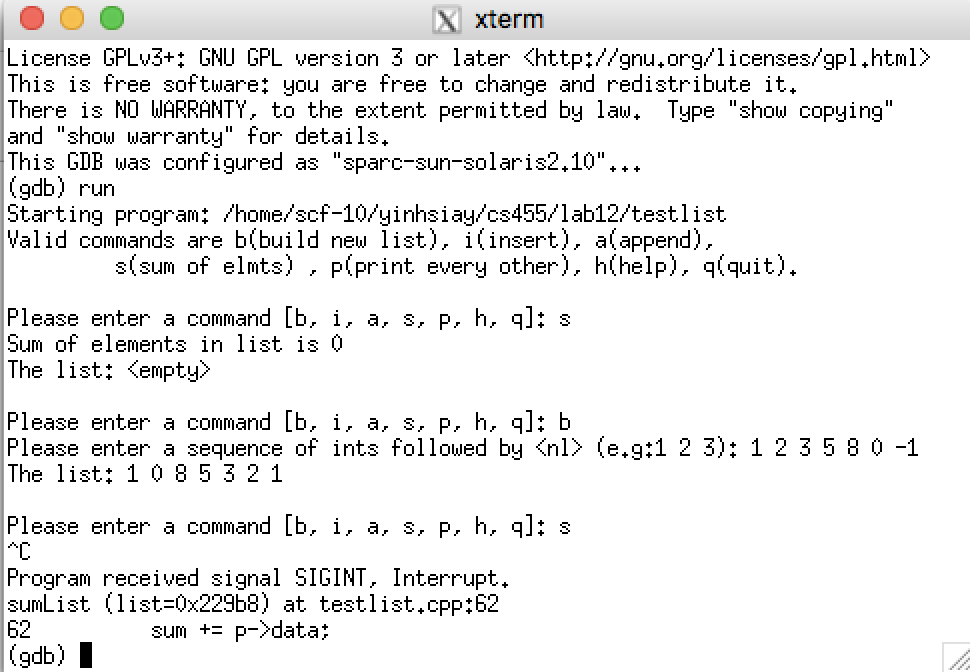 xterm
License GPLv3+: GNU GPL version 3 or later <http://gnu.org/licenses/gpl.html>
This is free software: you are free to change and redistribute it.
There is NO WARRANTY, to the extent permitted by law.  Type "show copying"
and "show warranty" for details.
This GDB was configured as "sparc-sun-solaris2.10"...
(gdb) run
Starting program: /home/scf-10/yinhsiay/cs455/lab12/testlist
Valid commands are b(build new list), i(insert), a(append),
        s(sum of elmts) , p(print every other), h(help), q(quit).
Please enter a command [b, i, a, s, p, h, q]: s
Sum of elements in list is 0
The list: <empty>
Please enter a command [b, i, a, s, p, h, q]: b
Please enter a sequence of ints followed by <nl> (e.g:1 2 3): 1 2 3 5 8 0 -1
The list: 1 0 8 5 3 2 1
Please enter a command [b, i, a, s, p, h, q]: s
^C
Program received signal SIGINT, Interrupt.
sumList (list=0x229b8) at testlist.cpp:62
62          sum += p->data;
(gdb)